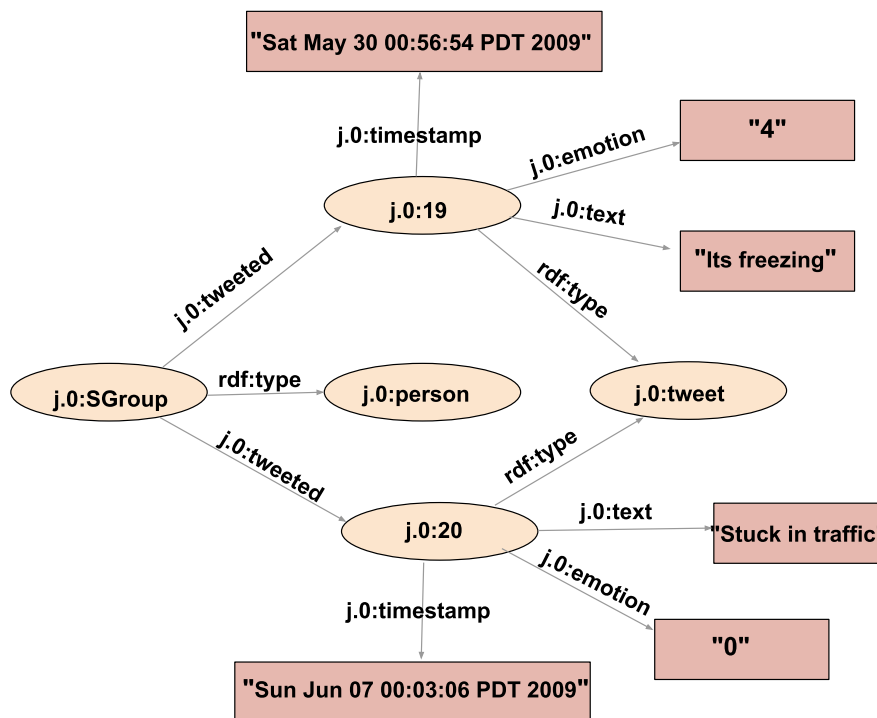 "Sat May 30 00:56:54 PDT 2009"
j.0:timestamp
j.0:emotion
"4"
j.0:19
j.0:text
"Its freezing"
j.0:tweeted
rdf:type
j.0:SGroup
rdf:type
j.0:person
j.0:tweet
j.0:tweeted
rdf:type
j.0:20
j.0:text
"Stuck in traffic
j.0:timestamp
j.0:emotion
"0"
"Sun Jun 07 00:03:06 PDT 2009"